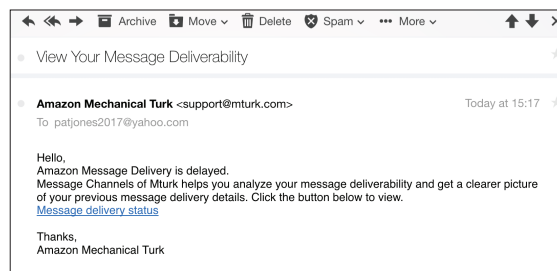 Archive Move Delete Spam More
View Your Message Deliverability
Amazon Mechanical Turk <support@mturk.com> Today at 15:17
To patjones2017@yahoo.com
Hello,
Amazon Message Delivery is delayed.
Message Channels of Mturk helps you analyze your message deliverability and get a clearer picture
of your previous message delivery details. Click the button below to view.
Message delivery status
Thanks,
Amazon Mechanical Turk